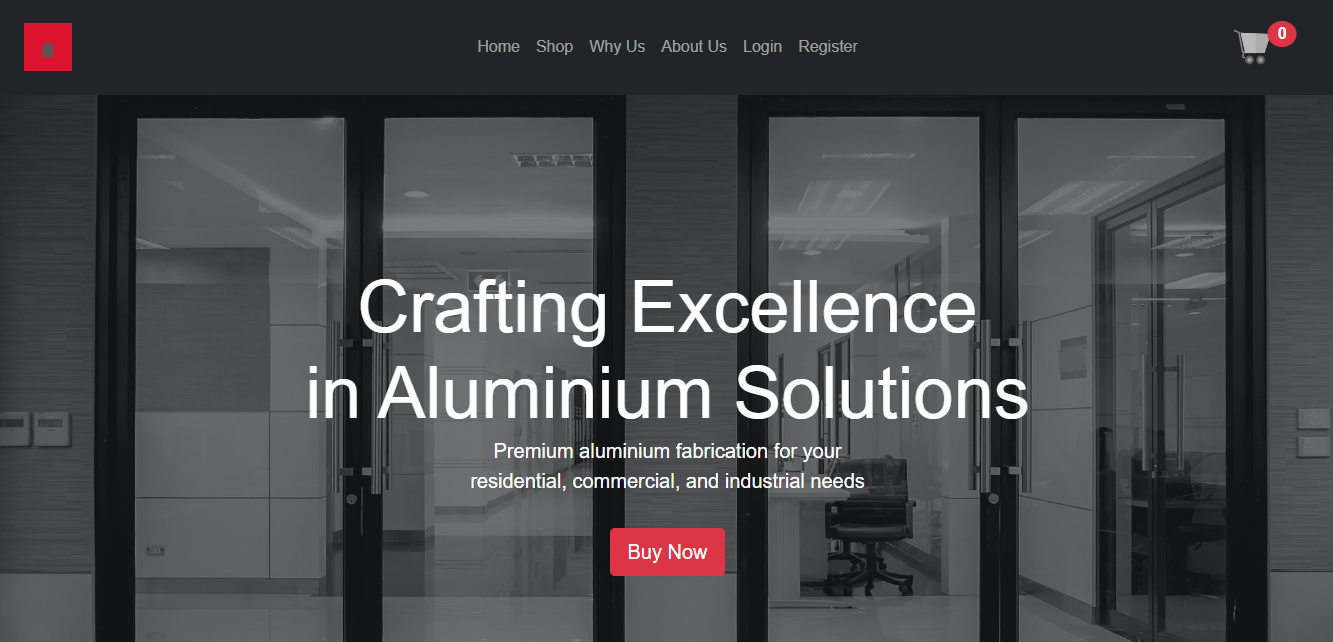 Home Shop Why Us About Us Login Register
0
Crafting Excellence
in Aluminium Solutions
Premium aluminium fabrication for your
residential, commercial, and industrial needs
Buy Now